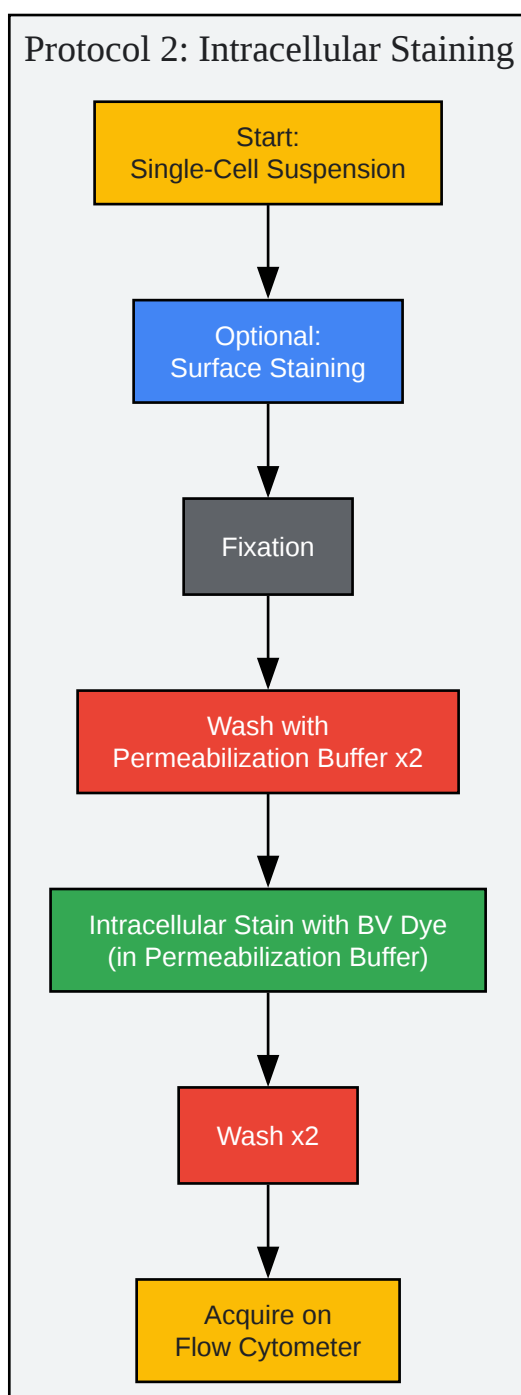 Protocol 2: Intracellular Staining
Start:
Single-Cell Suspension
Optional:
Surface Staining
Fixation
Wash with
Permeabilization Buffer x2
Intracellular Stain with BV Dye
(in Permeabilization Buffer)
Wash x2
Acquire on
Flow Cytometer